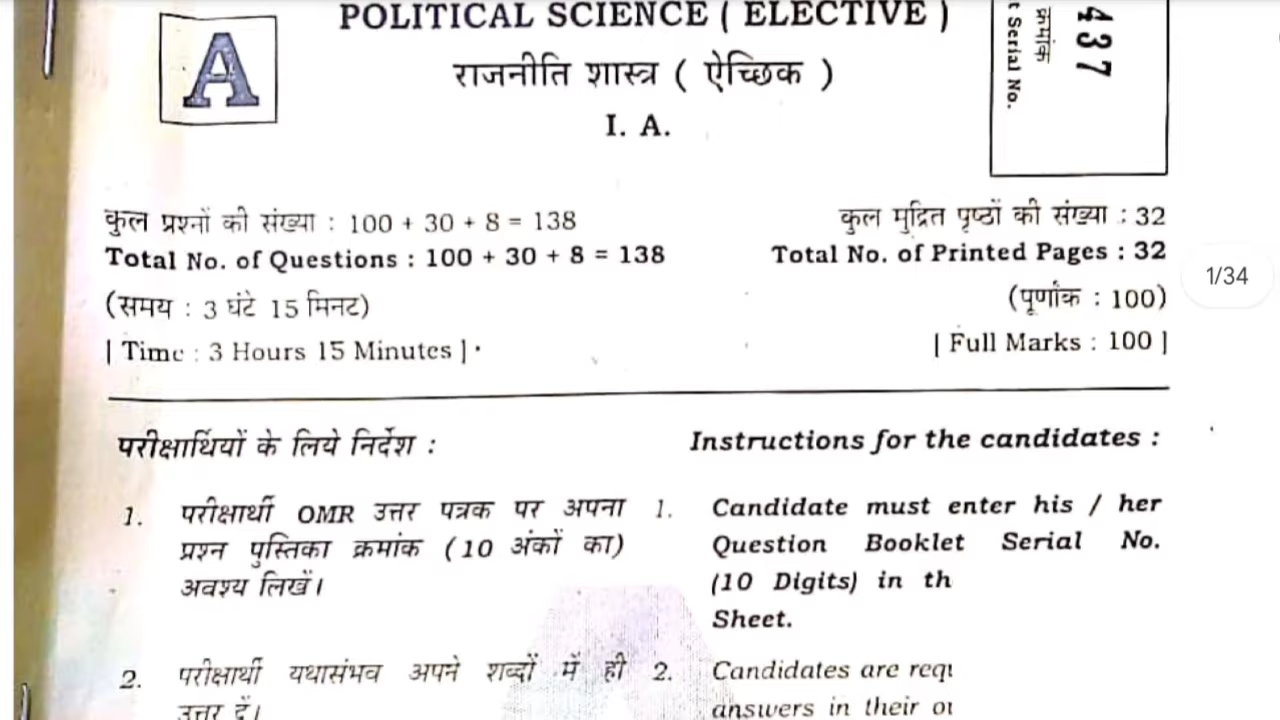 POLITICAL SCIENCE ( ELECTIVE )
A
राजनीति शास्त्र ( ऐच्छिक )
I. A.
t Serial No.
क्रमांक
437
कुल प्रश्नों की संख्या : 100 + 30 + 8 = 138
Total No. of Questions : 100 + 30 + 8 = 138
(समय : 3 घंटे 15 मिनट)
| Time : 3 Hours 15 Minutes ]
कुल मुद्रित पृष्ठों की संख्या : 32
Total No. of Printed Pages : 32
(पूर्णांक : 100)
| Full Marks : 100 ]
1/34
परीक्षार्थियों के लिये निर्देश :
1. परीक्षार्थी OMR उत्तर पत्रक पर अपना
प्रश्न पुस्तिका क्रमांक (10 अंकों का)
अवश्य लिखें।
2. परीक्षार्थी यथासंभव अपने शब्दों में ही
उत्तर दें।
Instructions for the candidates :
1. Candidate must enter his / her
Question Booklet Serial No.
(10 Digits) in th
Sheet.
2. Candidates are requ
answers in their o